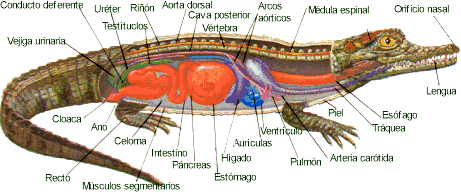 Conducto deferente
Uréter
Testituclos
Riñón
Aorta dorsal
Cava posterior
Vértebra
Arcos
aórticos
Médula espinal
Orificio nasal
Vejiga urinaria
Lengua
Cloaca
Ano
Celoma
Recto
Músculos segmentarios
Intestino
Páncreas
Estómago
Hígado
Aurículas
Ventrículo
Pulmón
Arteria carótida
Piel
Tráquea
Esófago